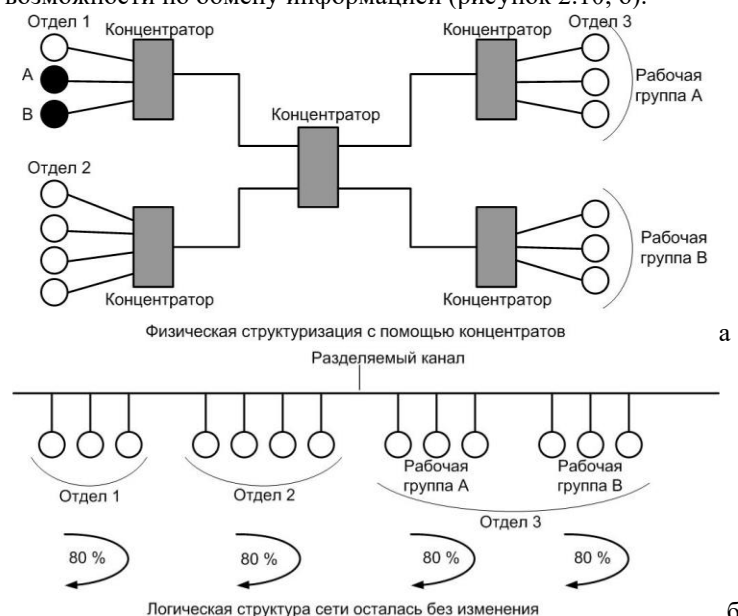 возможности по обмену информацией (рисунок 2.10, б).
Отдел 1
Концентратор
Концентратор
Отдел 3
А
В
Рабочая
группа А
Концентратор
Отдел 2
Рабочая
группа В
Концентратор
Концентратор
Физическая структуризация с помощью концентратов
а
Разделяемый канал
Рабочая
группа А
Рабочая
группа В
Отдел 1
Отдел 2
Отдел 3
80 %
80 %
80 %
80 %
Логическая структура сети осталась без изменения
б